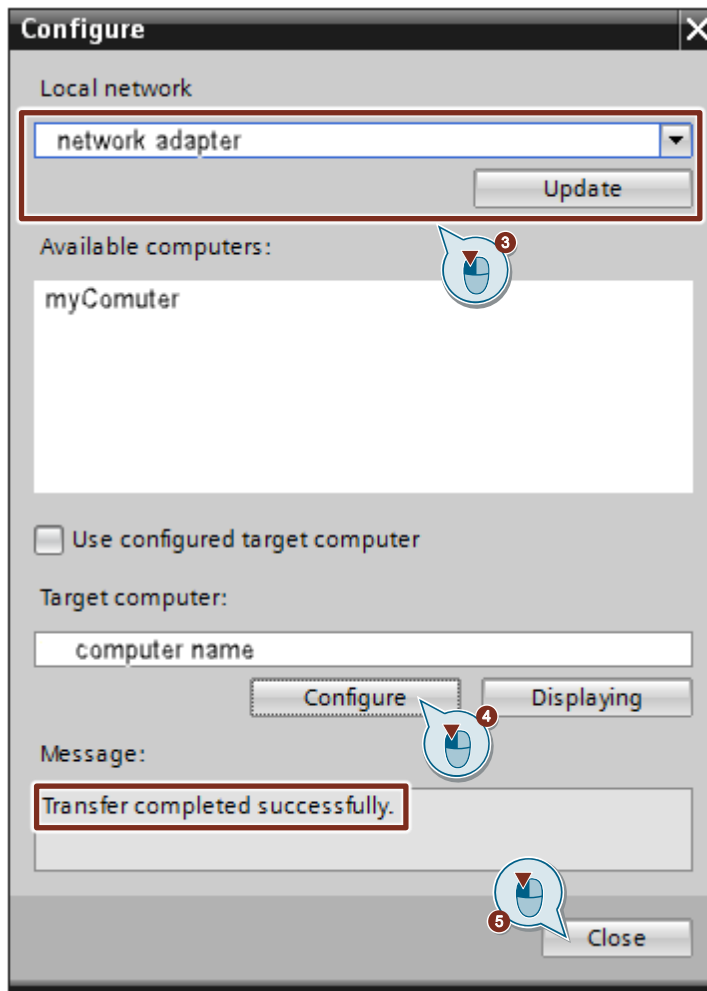 Configure
Local network
network adapter
Update
3
Available computers:
myComuter
Use configured target computer
Target computer:
computer name
Configure
Displaying
4
Message:
Transfer completed successfully.
5
Close